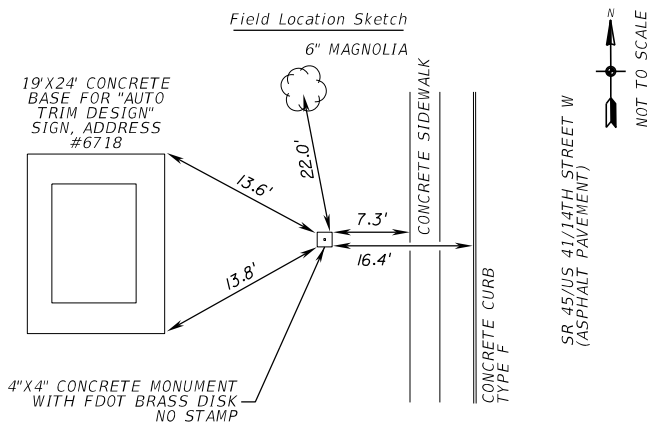 Field Location Sketch
N
NOT TO SCALE
6" MAGNOLIA
19'X24' CONCRETE
BASE FOR "AUTO
TRIM DESIGN"
SIGN, ADDRESS
#6718
CONCRETE SIDEWALK
22.0'
13.6'
7.3'
16.4'
13.8'
SR 45/US 41/14TH STREET W
(ASPHALT PAVEMENT)
CONCRETE CURB
TYPE F
4"X4" CONCRETE MONUMENT
WITH FDOT BRASS DISK
NO STAMP